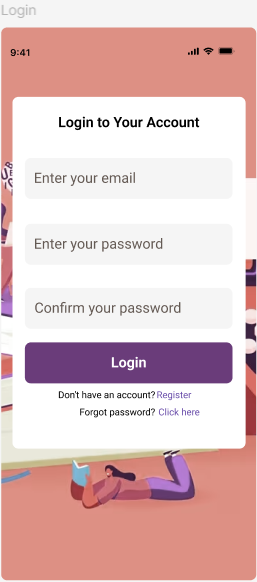 Login
9:41
Login to Your Account
Enter your email
Enter your password
Confirm your password
Login
Don't have an account? Register
Forgot password? Click here